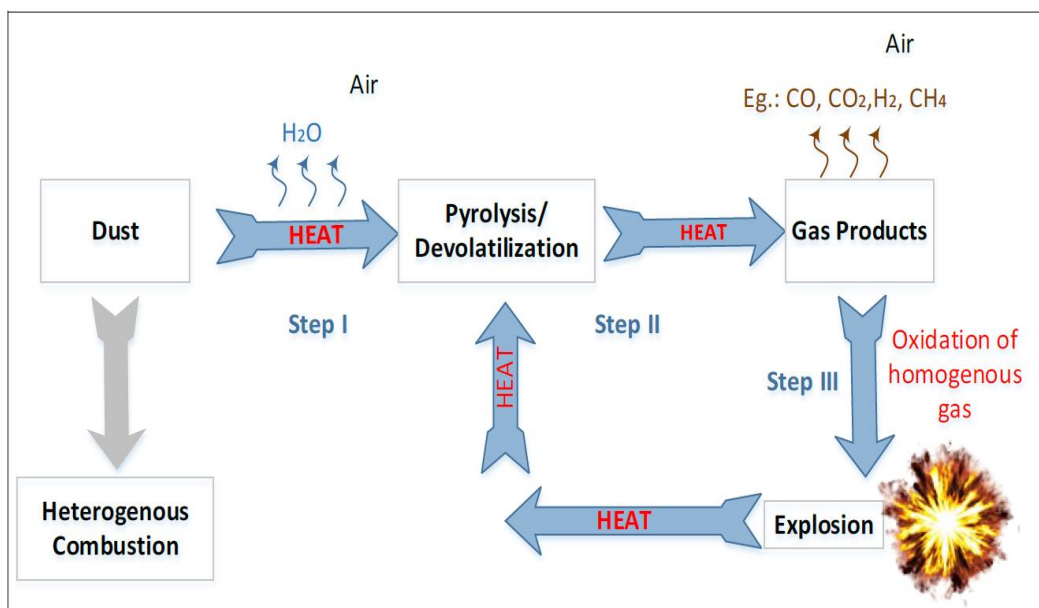 Air
Air
Eg.: CO, CO₂,H₂, CH₄
H₂O
Dust
HEAT
Pyrolysis/
Devolatilization
HEAT
Gas Products
Step I
Step II
Step III
Oxidation of
homogenous
gas
HEAT
Heterogenous
Combustion
HEAT
Explosion